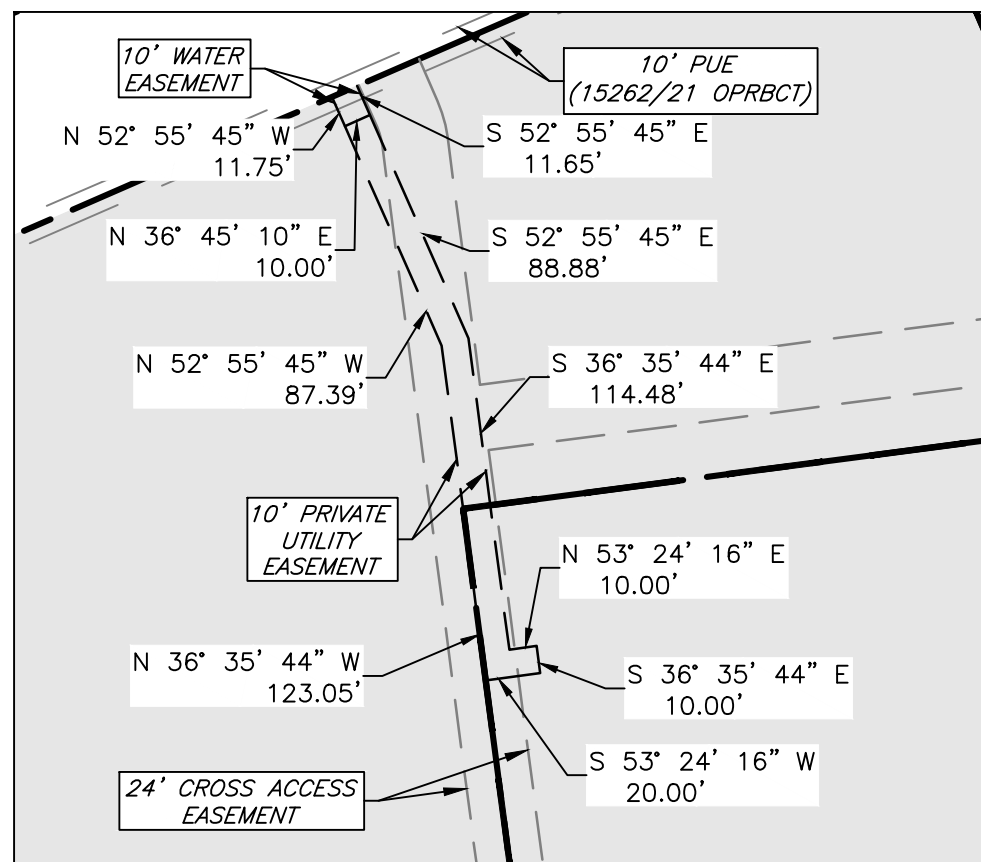 10' WATER
EASEMENT
10' PUE
(15262/21 OPRBCT)
N 52° 55' 45" W
11.75'
S 52° 55' 45" E
11.65'
N 36° 45' 10" E
10.00'
S 52° 55' 45" E
88.88'
N 52° 55' 45" W
87.39'
S 36° 35' 44" E
114.48'
10' PRIVATE
UTILITY
EASEMENT
N 53° 24' 16" E
10.00'
N 36° 35' 44" W
123.05'
S 36° 35' 44" E
10.00'
S 53° 24' 16" W
20.00'
24' CROSS ACCESS
EASEMENT